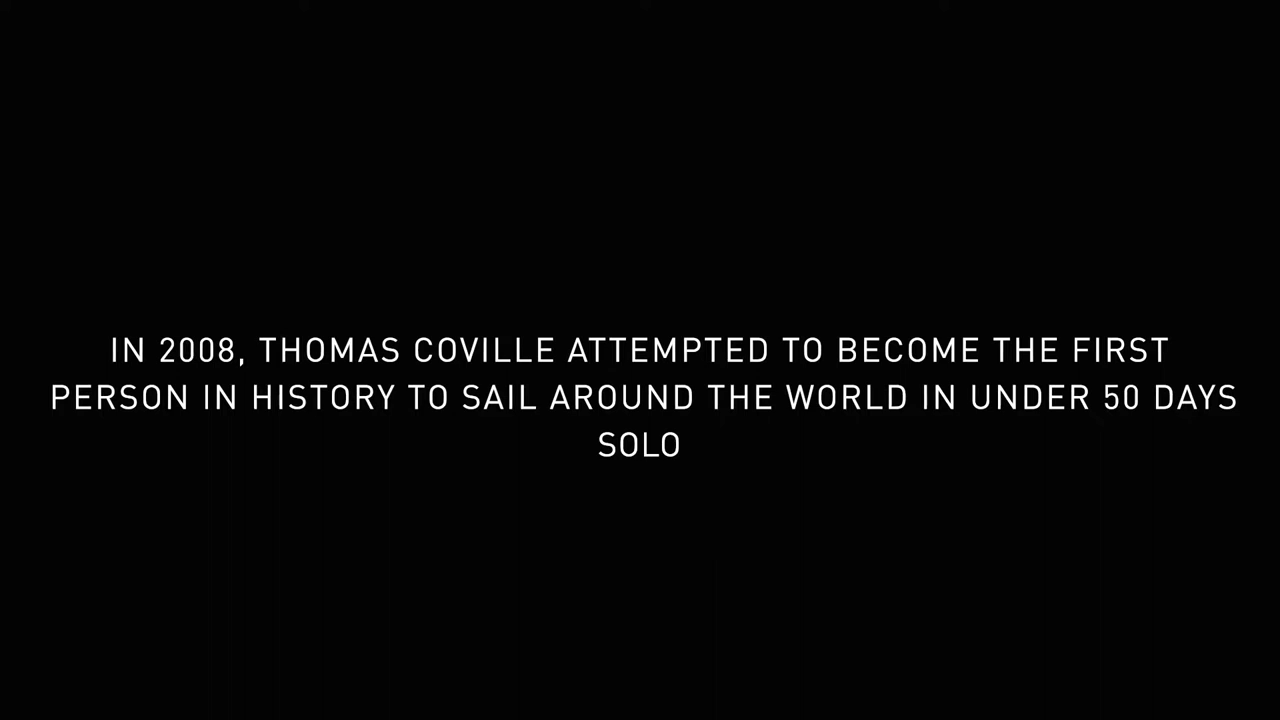 IN 2008, THOMAS COVILLE ATTEMPTED TO BECOME THE FIRST
PERSON IN HISTORY TO SAIL AROUND THE WORLD IN UNDER 50 DAYS
SOLO